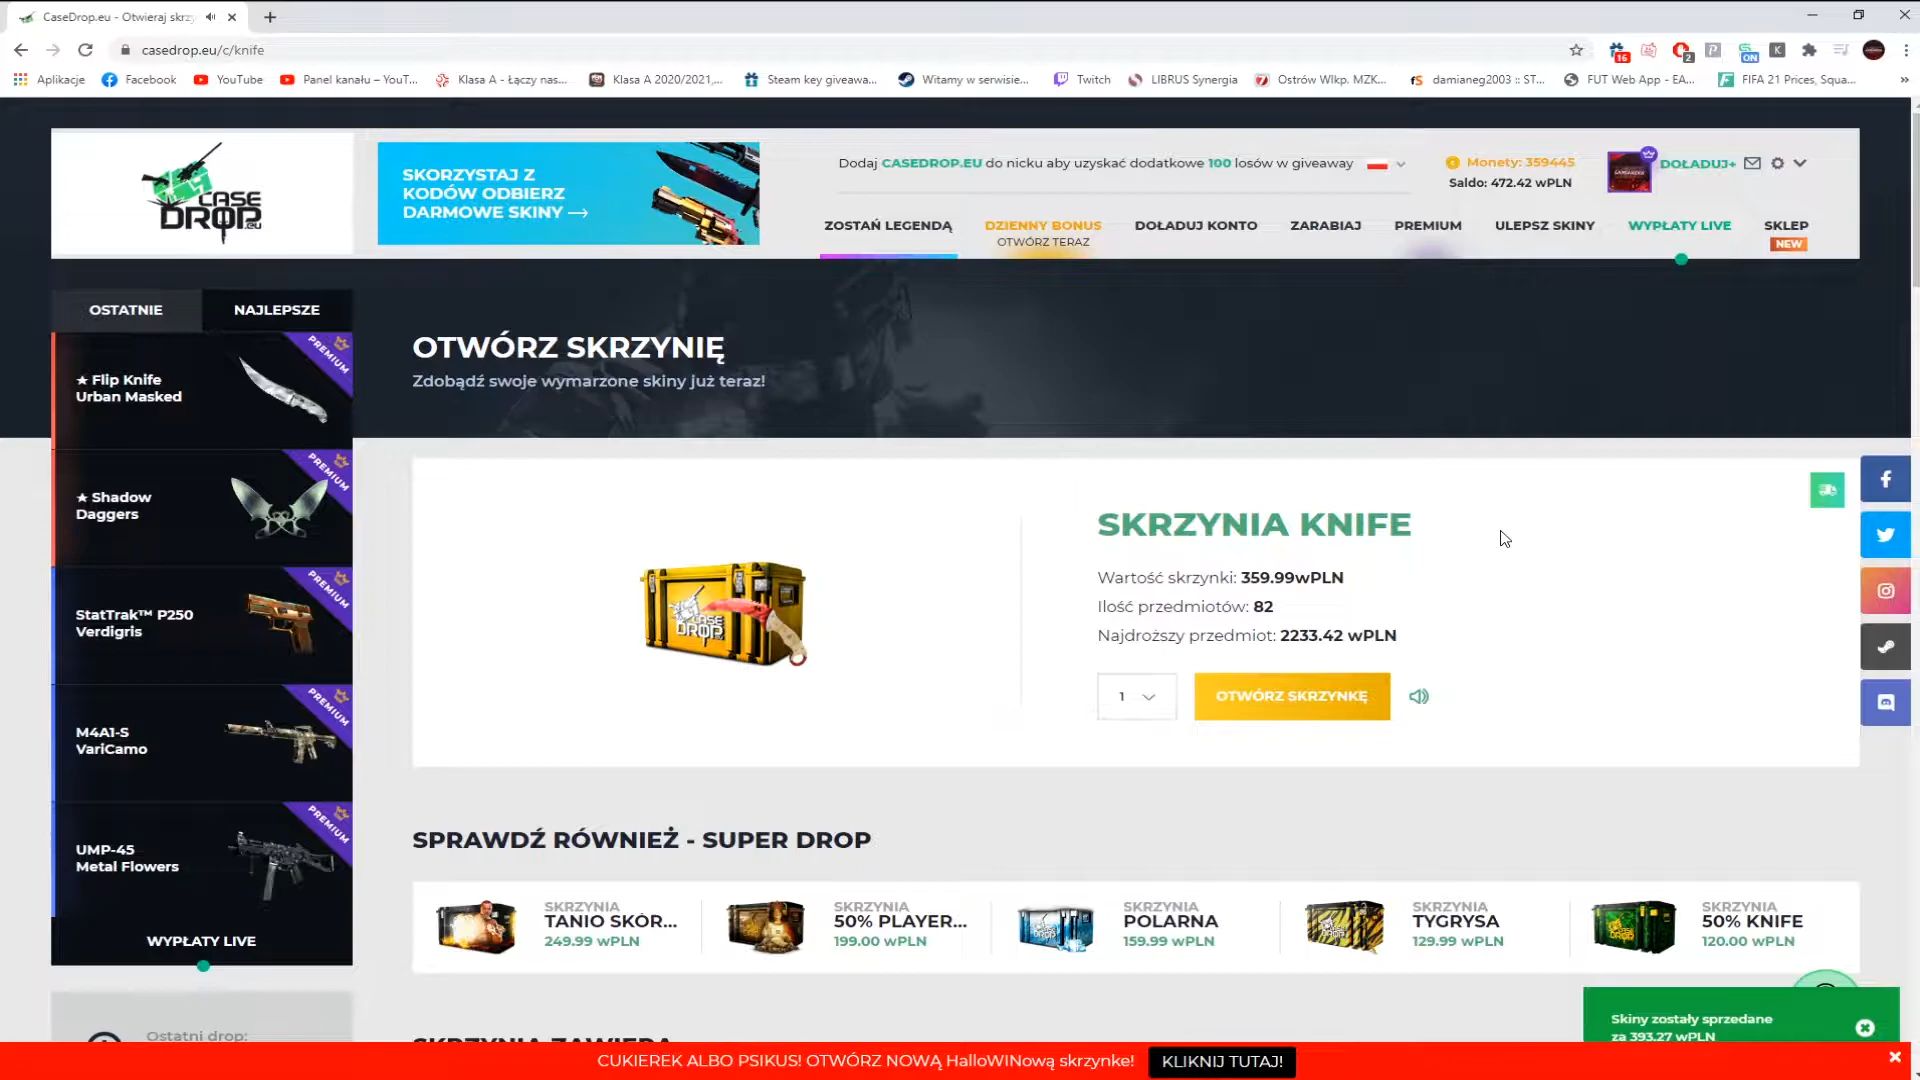 CaseDrop.eu - Otwieraj skrzy
casedrop.eu/c/knife
16
2
ON
K
Aplikacje
Facebook
YouTube
Panel kanału – YouT...
Klasa A - Łączy nas...
Klasa A 2020/2021,...
Steam key giveawa...
Witamy w serwisie...
Twitch
LIBRUS Synergia
Ostrów Wlkp. MZK...
damianeg2003 :: ST...
FUT Web App - EA...
FIFA 21 Prices, Squa...
CASE
DROP.eu
SKORZYSTAJ Z
KODÓW ODBIERZ
DARMOWE SKINY
Dodaj CASEDROP.EU do nicku aby uzyskać dodatkowe 100 losów w giveaway
Monety: 359445
Saldo: 472.42 wPLN
DOŁADUJ+
ZOSTAŃ LEGENDĄ
DZIENNY BONUS
OTWÓRZ TERAZ
DOŁADUJ KONTO
ZARABIAJ
PREMIUM
ULEPSZ SKINY
WYPŁATY LIVE
SKLEP
NEW
OSTATNIE
NAJLEPSZE
★ Flip Knife
Urban Masked
PREMIUM
★ Shadow
Daggers
PREMIUM
StatTrak™ P250
Verdigris
PREMIUM
M4A1-S
VariCamo
PREMIUM
UMP-45
Metal Flowers
PREMIUM
WYPŁATY LIVE
Ostatni drop:
OTWÓRZ SKRZYNIĘ
Zdobądź swoje wymarzone skiny już teraz!
CASE
DROP
SKRZYNIA KNIFE
Wartość skrzynki: 359.99wPLN
Ilość przedmiotów: 82
Najdroższy przedmiot: 2233.42 wPLN
1
OTWÓRZ SKRZYNKĘ
SPRAWDŹ RÓWNIEŻ - SUPER DROP
SKRZYNIA
TANIO SKÓR...
249.99 wPLN
SKRZYNIA
50% PLAYER...
199.00 wPLN
SKRZYNIA
POLARNA
159.99 wPLN
SKRZYNIA
TYGRYSA
129.99 wPLN
SKRZYNIA
50% KNIFE
120.00 wPLN
SKRZYNIA ZAWIERA
Skiny zostały sprzedane
za 393.27 wPLN
CUKIEREK ALBO PSIKUS! OTWÓRZ NOWĄ HalloWINową skrzynke!
KLIKNIJ TUTAJ!